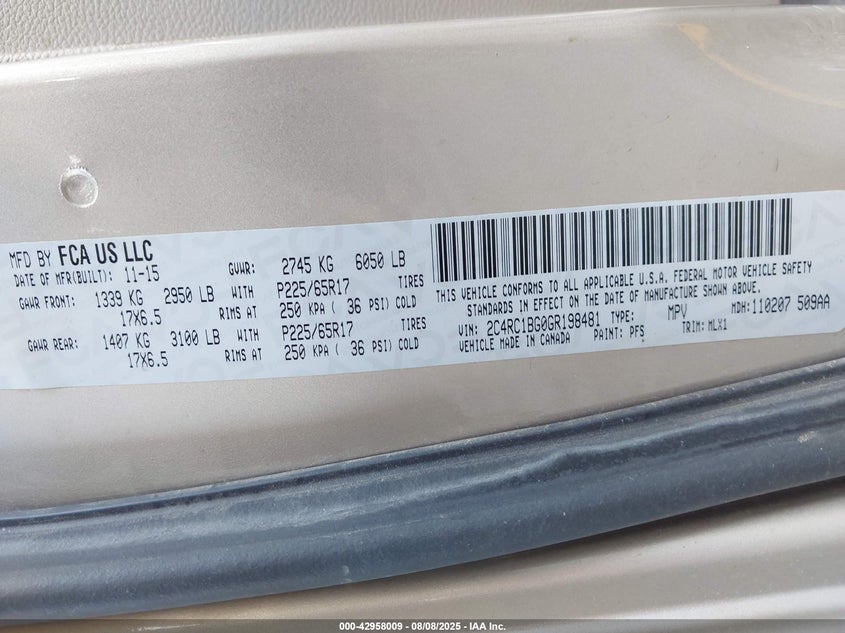 MFD BY FCA US LLC
DATE OF MFR(BUILT): 11-15 GVWR: 2745 KG 6050 LB
GAWR FRONT: 1339 KG 2950 LB WITH P225/65R17 TIRES
17X6.5 RIMS AT 250 KPA ( 36 PSI) COLD
GAWR REAR: 1407 KG 3100 LB WITH P225/65R17 TIRES
17X6.5 RIMS AT 250 KPA ( 36 PSI) COLD
THIS VEHICLE CONFORMS TO ALL APPLICABLE U.S.A. FEDERAL MOTOR VEHICLE SAFETY
STANDARDS IN EFFECT ON THE DATE OF MANUFACTURE SHOWN ABOVE.
VIN: 2C4RC1BG0GR198481 TYPE: MPV MDH: 110207 509AA
VEHICLE MADE IN CANADA PAINT: PFS TRIM: MLX1
000-42958009 - 08/08/2025 - IAA Inc.